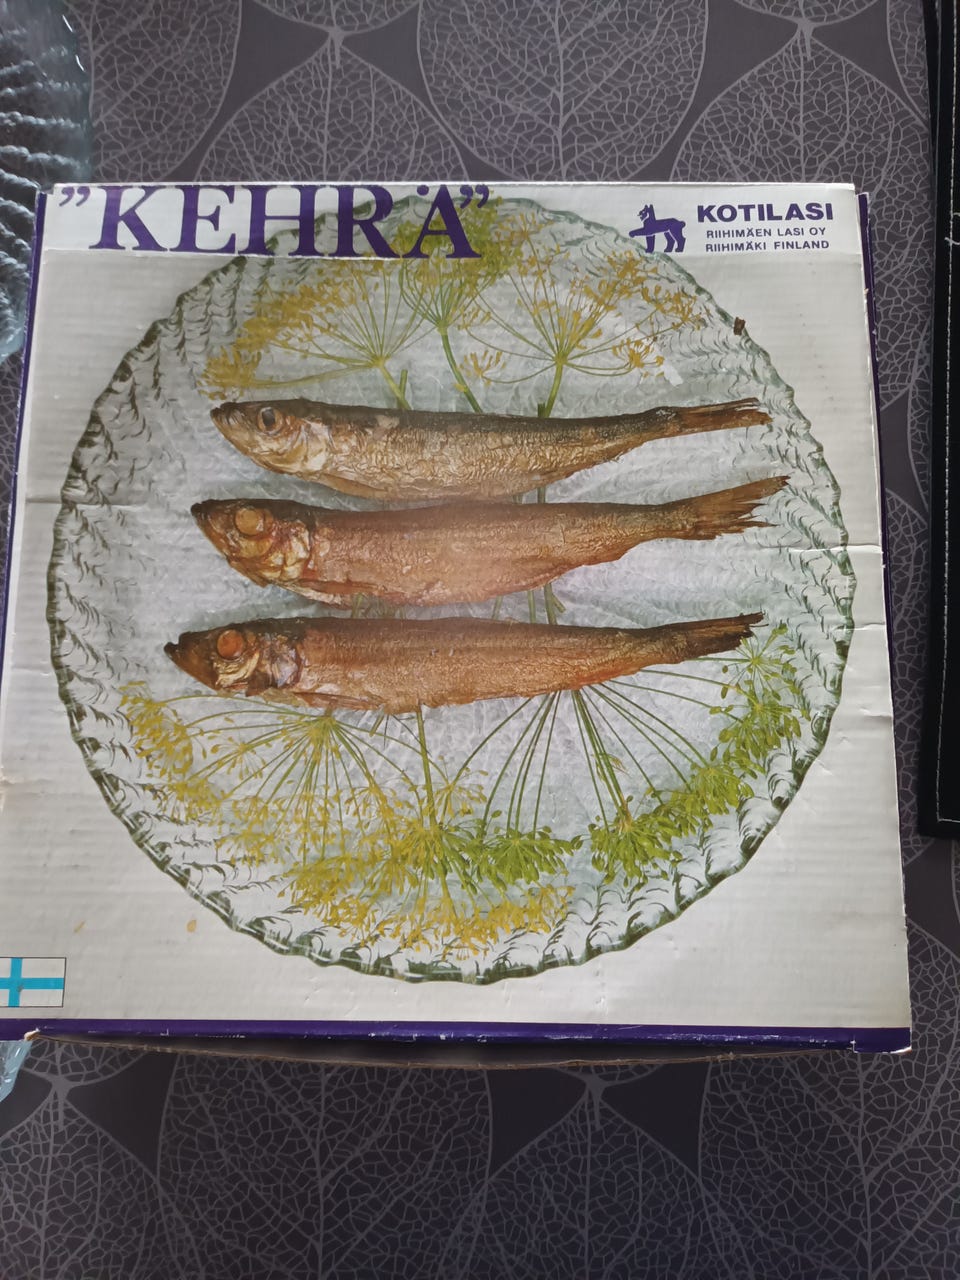 ”KEHRÄ”
KOTILASI
RIIHIMÄEN LASI OY
RIIHIMÄKI FINLAND